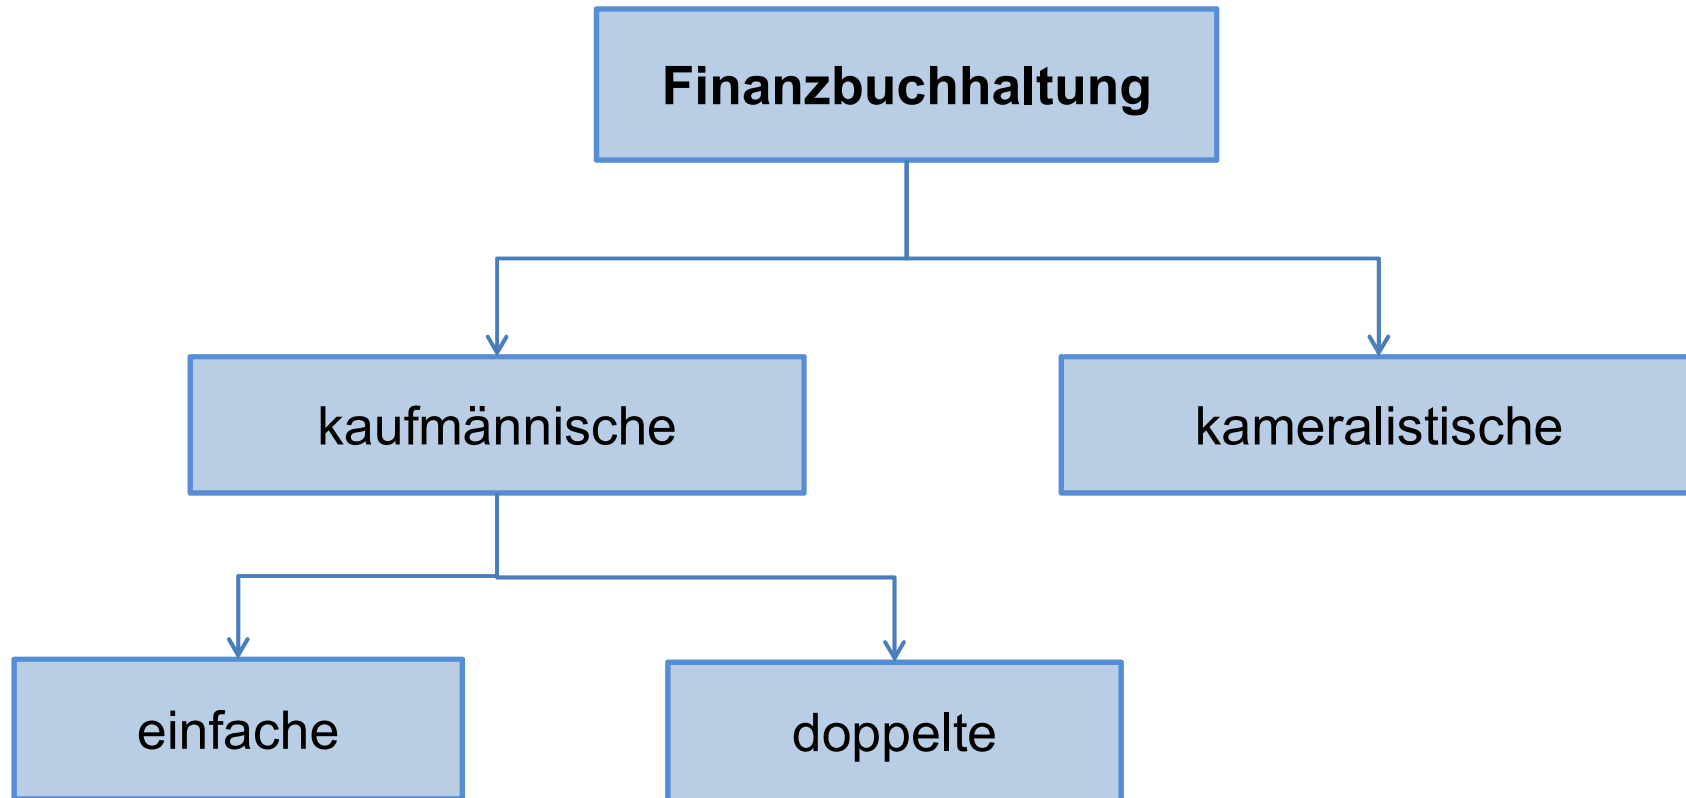 Finanzbuchhaltung
kaufmännische
kameralistische
einfache
doppelte